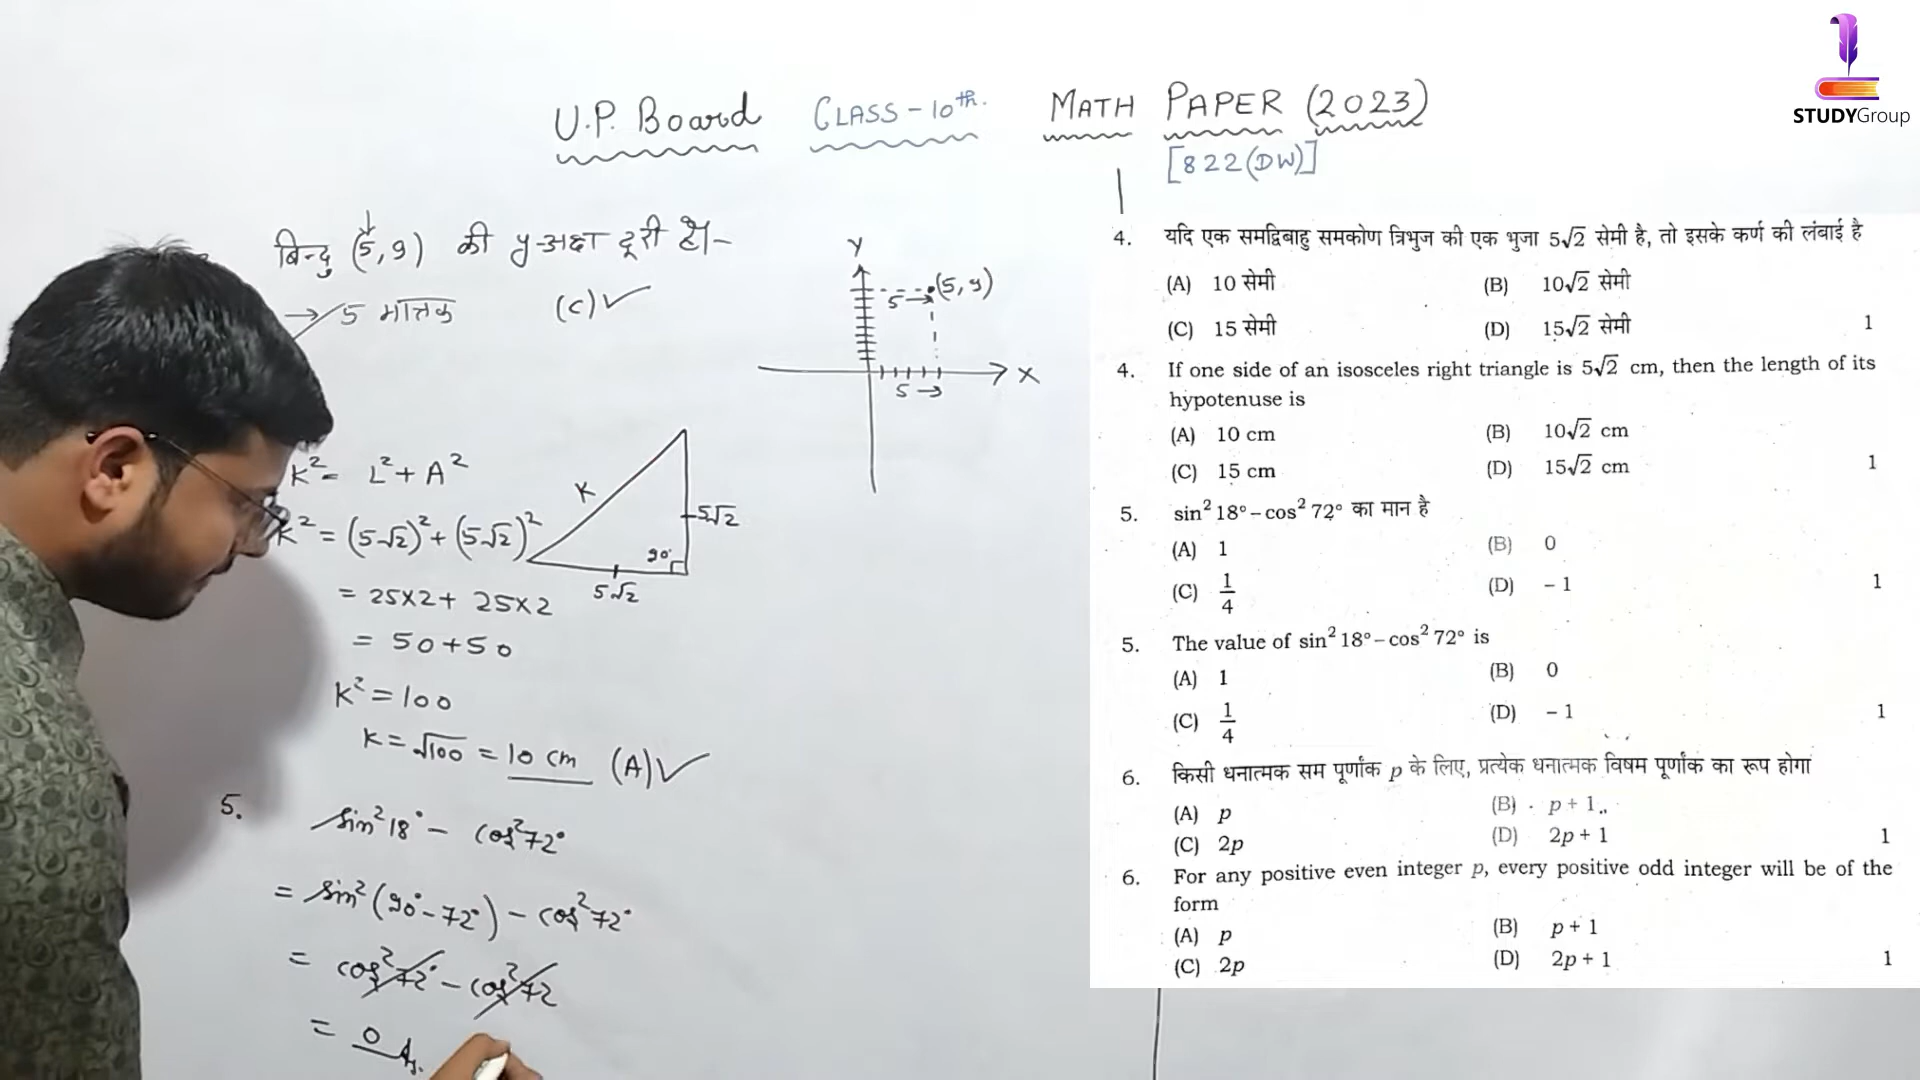 STUDYGroup
U.P. Board CLASS-10th. MATH PAPER (2023)
[822(DW)]
बिन्दु (5, 9) की y-अक्ष दूरी है।-
→ 5 मात्रक (C)✓
Y
(5, 9)
5→
X
5→
K² = L² + A²
K² = (5√2)² + (5√2)²
= 25×2 + 25×2
= 50+50
K² = 100
K = √100 = 10 cm (A)✓
K
5√2
90°
5√2
5.
sin²18° - cos²72°
= sin²(90°-72°) - cos²72°
= cos²72° - cos²72
= 0 A
4. यदि एक समद्विबाहु समकोण त्रिभुज की एक भुजा 5√2 सेमी है, तो इसके कर्ण की लंबाई है
(A) 10 सेमी (B) 10√2 सेमी
(C) 15 सेमी (D) 15√2 सेमी 1
4. If one side of an isosceles right triangle is 5√2 cm, then the length of its
hypotenuse is
(A) 10 cm (B) 10√2 cm
(C) 15 cm (D) 15√2 cm 1
5. sin² 18° – cos² 72° का मान है
(A) 1 (B) 0
(C) 1/4 (D) – 1 1
5. The value of sin² 18° – cos² 72° is
(A) 1 (B) 0
(C) 1/4 (D) – 1 1
6. किसी धनात्मक सम पूर्णांक p के लिए, प्रत्येक धनात्मक विषम पूर्णांक का रूप होगा
(A) p (B) p + 1
(C) 2p (D) 2p + 1 1
6. For any positive even integer p, every positive odd integer will be of the
form
(A) p (B) p + 1
(C) 2p (D) 2p + 1 1